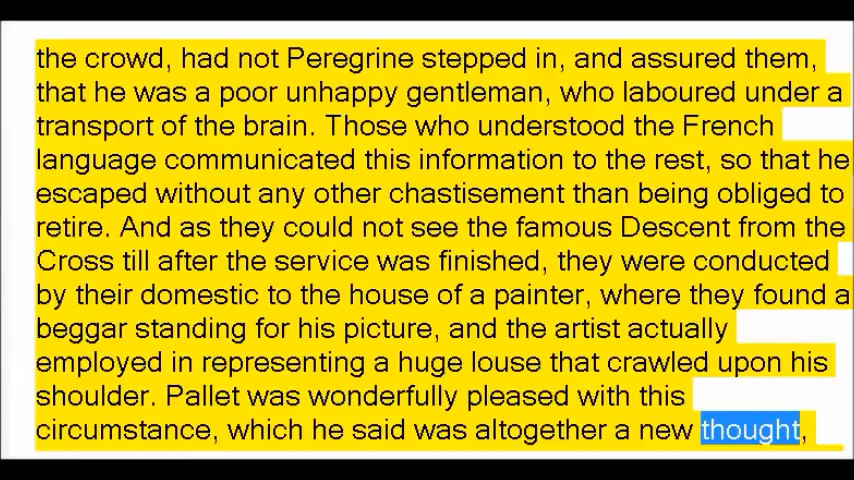 the crowd, had not Peregrine stepped in, and assured them,
that he was a poor unhappy gentleman, who laboured under a
transport of the brain. Those who understood the French
language communicated this information to the rest, so that he
escaped without any other chastisement than being obliged to
retire. And as they could not see the famous Descent from the
Cross till after the service was finished, they were conducted
by their domestic to the house of a painter, where they found a
beggar standing for his picture, and the artist actually
employed in representing a huge louse that crawled upon his
shoulder. Pallet was wonderfully pleased with this
circumstance, which he said was altogether a new thought,